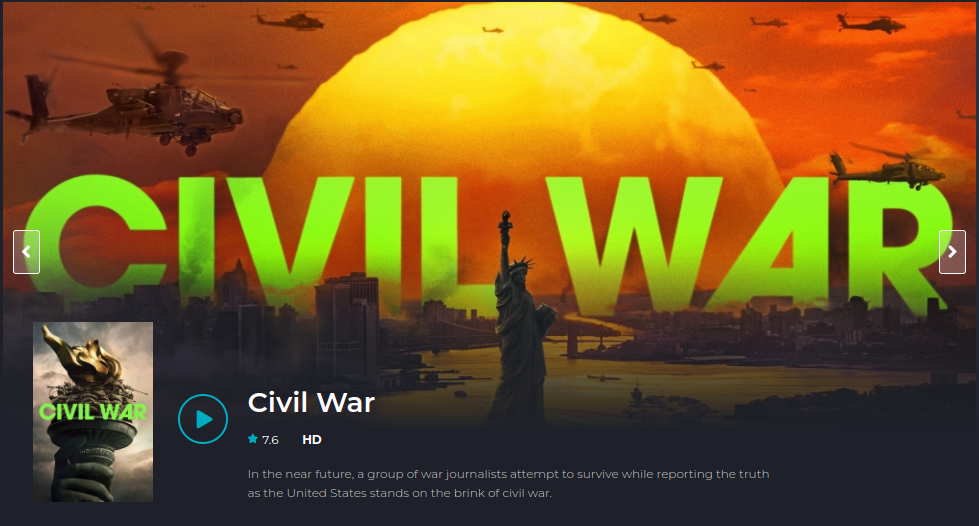 CIVIL WAR
CIVIL WAR
Civil War
7.6 HD
In the near future, a group of war journalists attempt to survive while reporting the truth
as the United States stands on the brink of civil war.